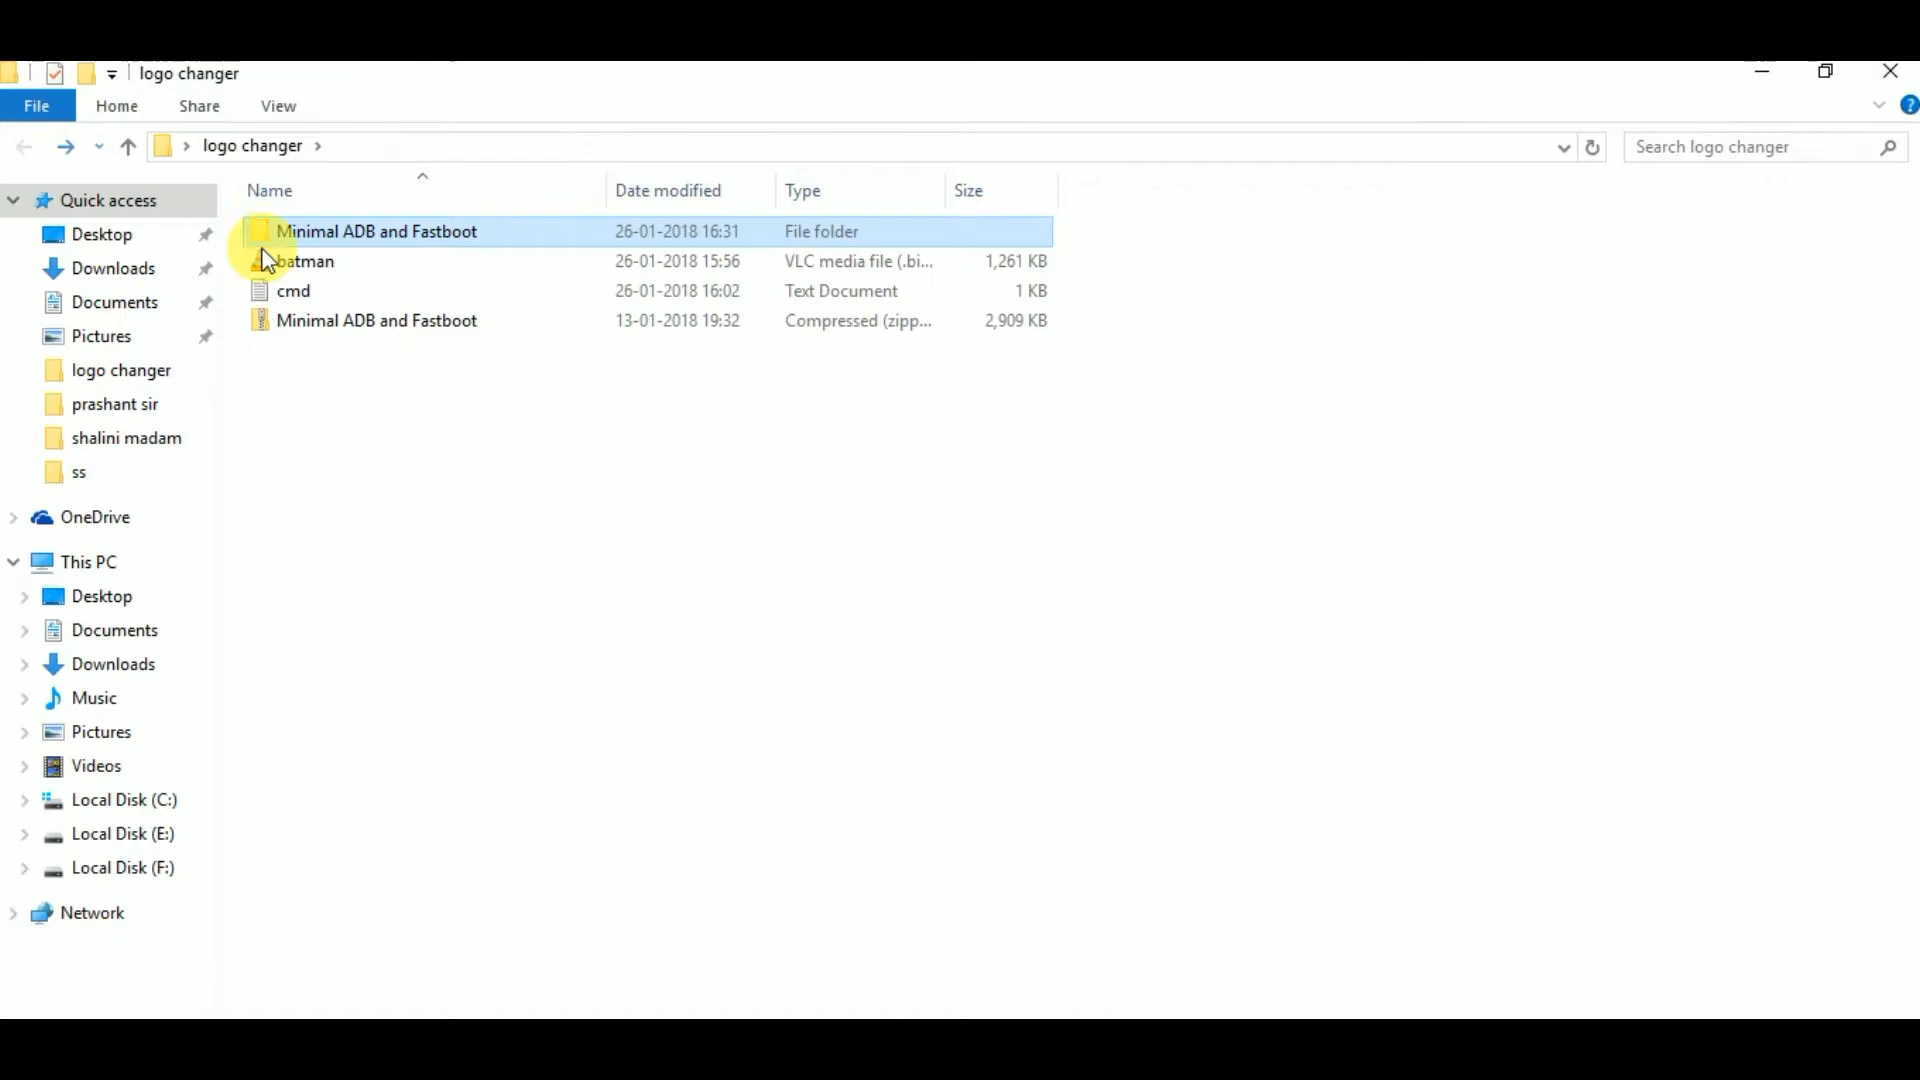 logo changer
File Home Share View
logo changer
Search logo changer
Name Date modified Type Size
Minimal ADB and Fastboot 26-01-2018 16:31 File folder
batman 26-01-2018 15:56 VLC media file (.bi... 1,261 KB
cmd 26-01-2018 16:02 Text Document 1 KB
Minimal ADB and Fastboot 13-01-2018 19:32 Compressed (zipp... 2,909 KB
Quick access
Desktop
Downloads
Documents
Pictures
logo changer
prashant sir
shalini madam
ss
OneDrive
This PC
Desktop
Documents
Downloads
Music
Pictures
Videos
Local Disk (C:)
Local Disk (E:)
Local Disk (F:)
Network